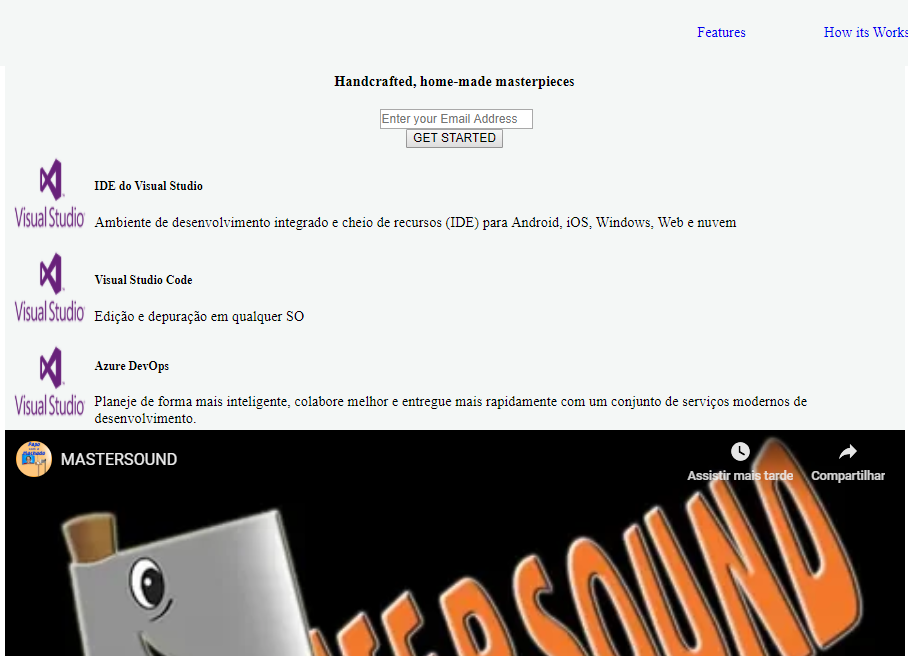 Features
How its Works
Handcrafted, home-made masterpieces
Enter your Email Address
GET STARTED
Visual Studio
IDE do Visual Studio
Ambiente de desenvolvimento integrado e cheio de recursos (IDE) para Android, iOS, Windows, Web e nuvem
Visual Studio
Visual Studio Code
Edição e depuração em qualquer SO
Visual Studio
Azure DevOps
Planeje de forma mais inteligente, colabore melhor e entregue mais rapidamente com um conjunto de serviços modernos de
desenvolvimento.
MASTERSOUND
Assistir mais tarde
Compartilhar
TERSOUND